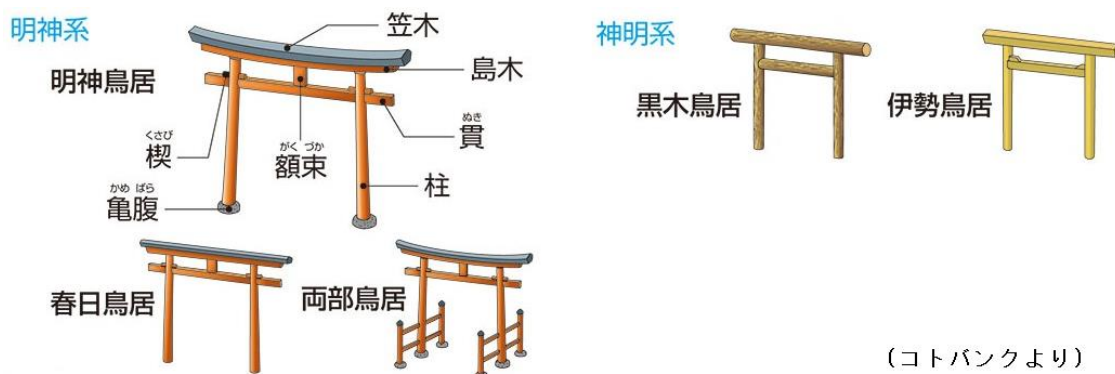 明神系
明神鳥居
笠木
島木
ぬき
貫
くさび
楔
がく づか
額束
柱
かめ ばら
亀腹
春日鳥居
両部鳥居
神明系
黒木鳥居
伊勢鳥居
(コトバンクより)